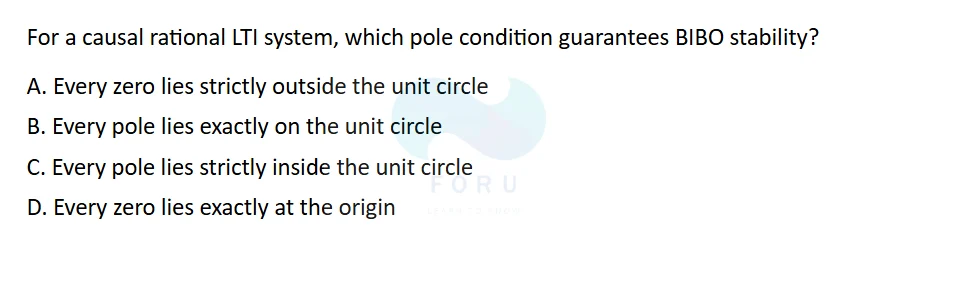 For a causal rational LTI system, which pole condition guarantees BIBO stability?
A. Every zero lies strictly outside the unit circle
B. Every pole lies exactly on the unit circle
C. Every pole lies strictly inside the unit circle
FORU
D. Every zero lies exactly at the origin